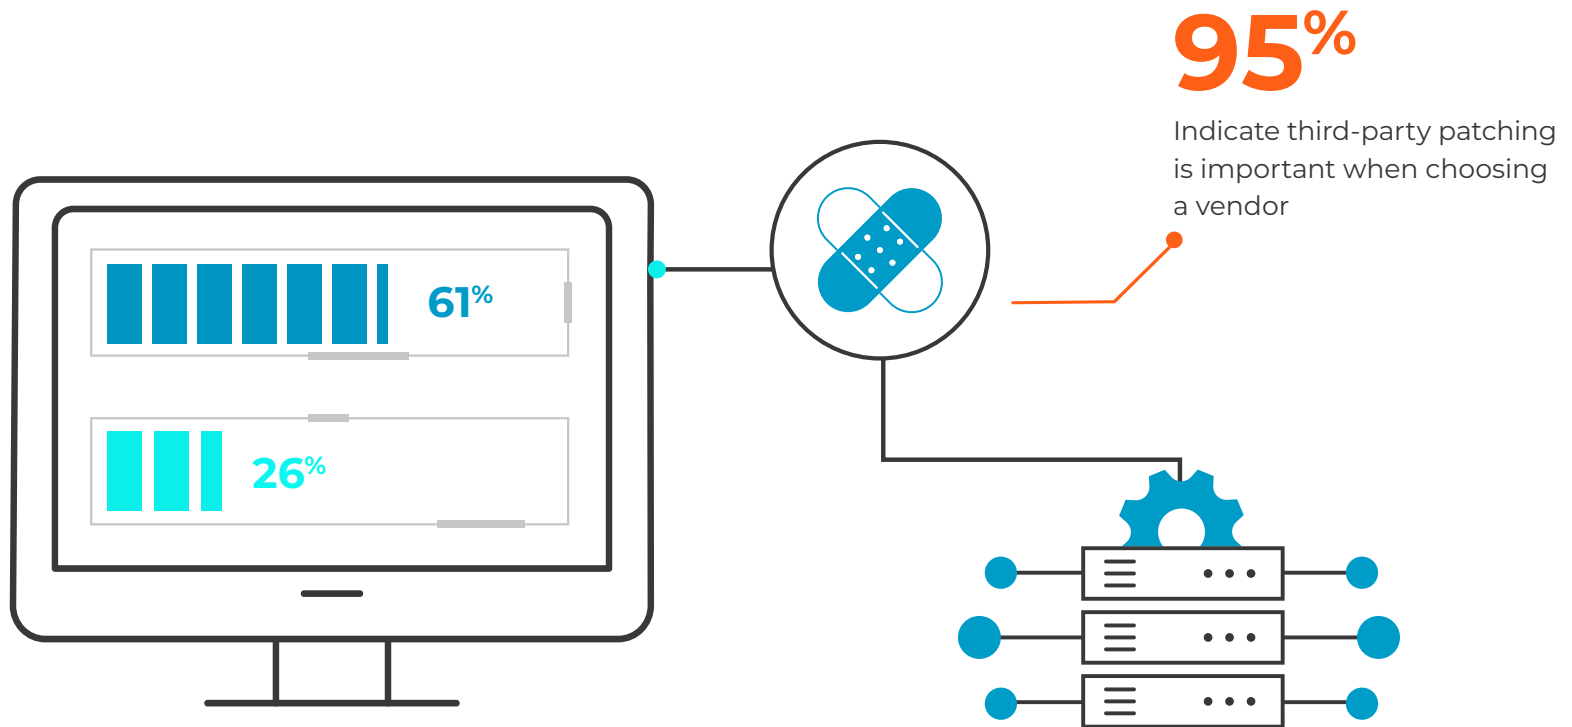 95%
Indicate third-party patching
is important when choosing
a vendor
61%
26%